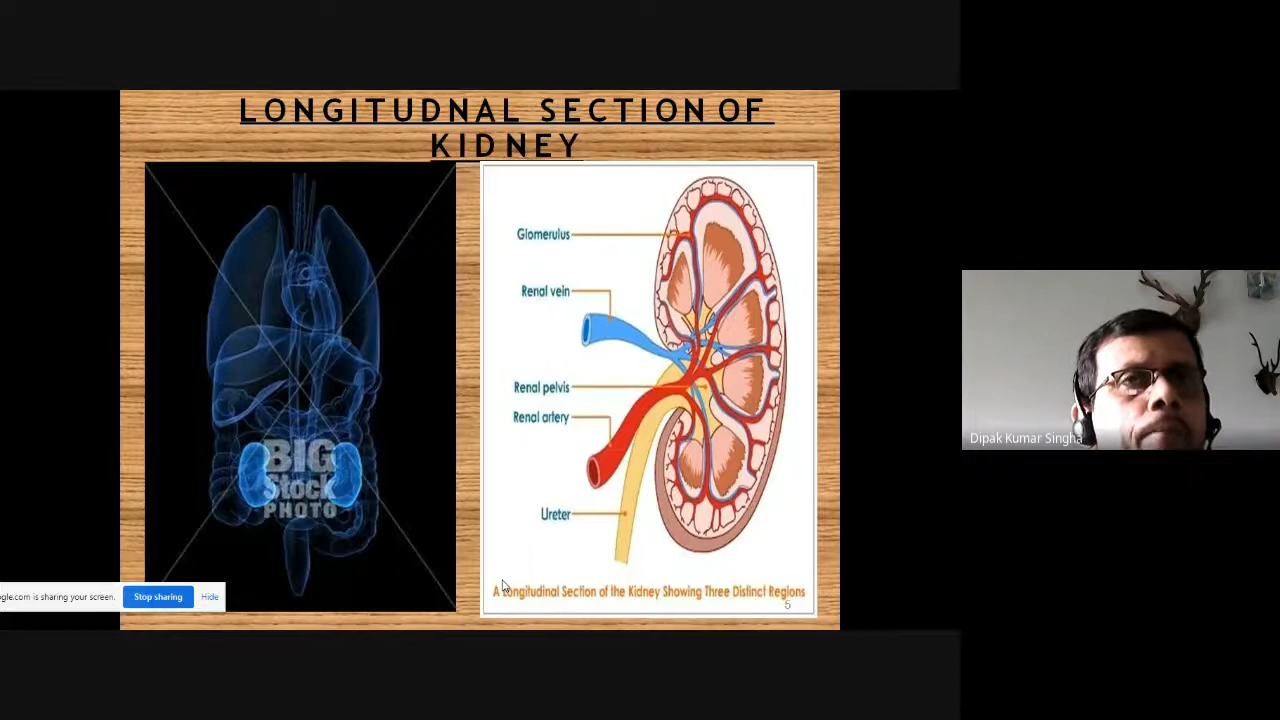 LONGITUDNAL SECTION OF
KIDNEY
BIG
Stock
PHOTO
Glomerulus
Renal vein
Renal pelvis
Renal artery
Ureter
A Longitudinal Section of the Kidney Showing Three Distinct Regions
5
gle.com is sharing your screen.
Stop sharing
Hide
Dipak Kumar Singha